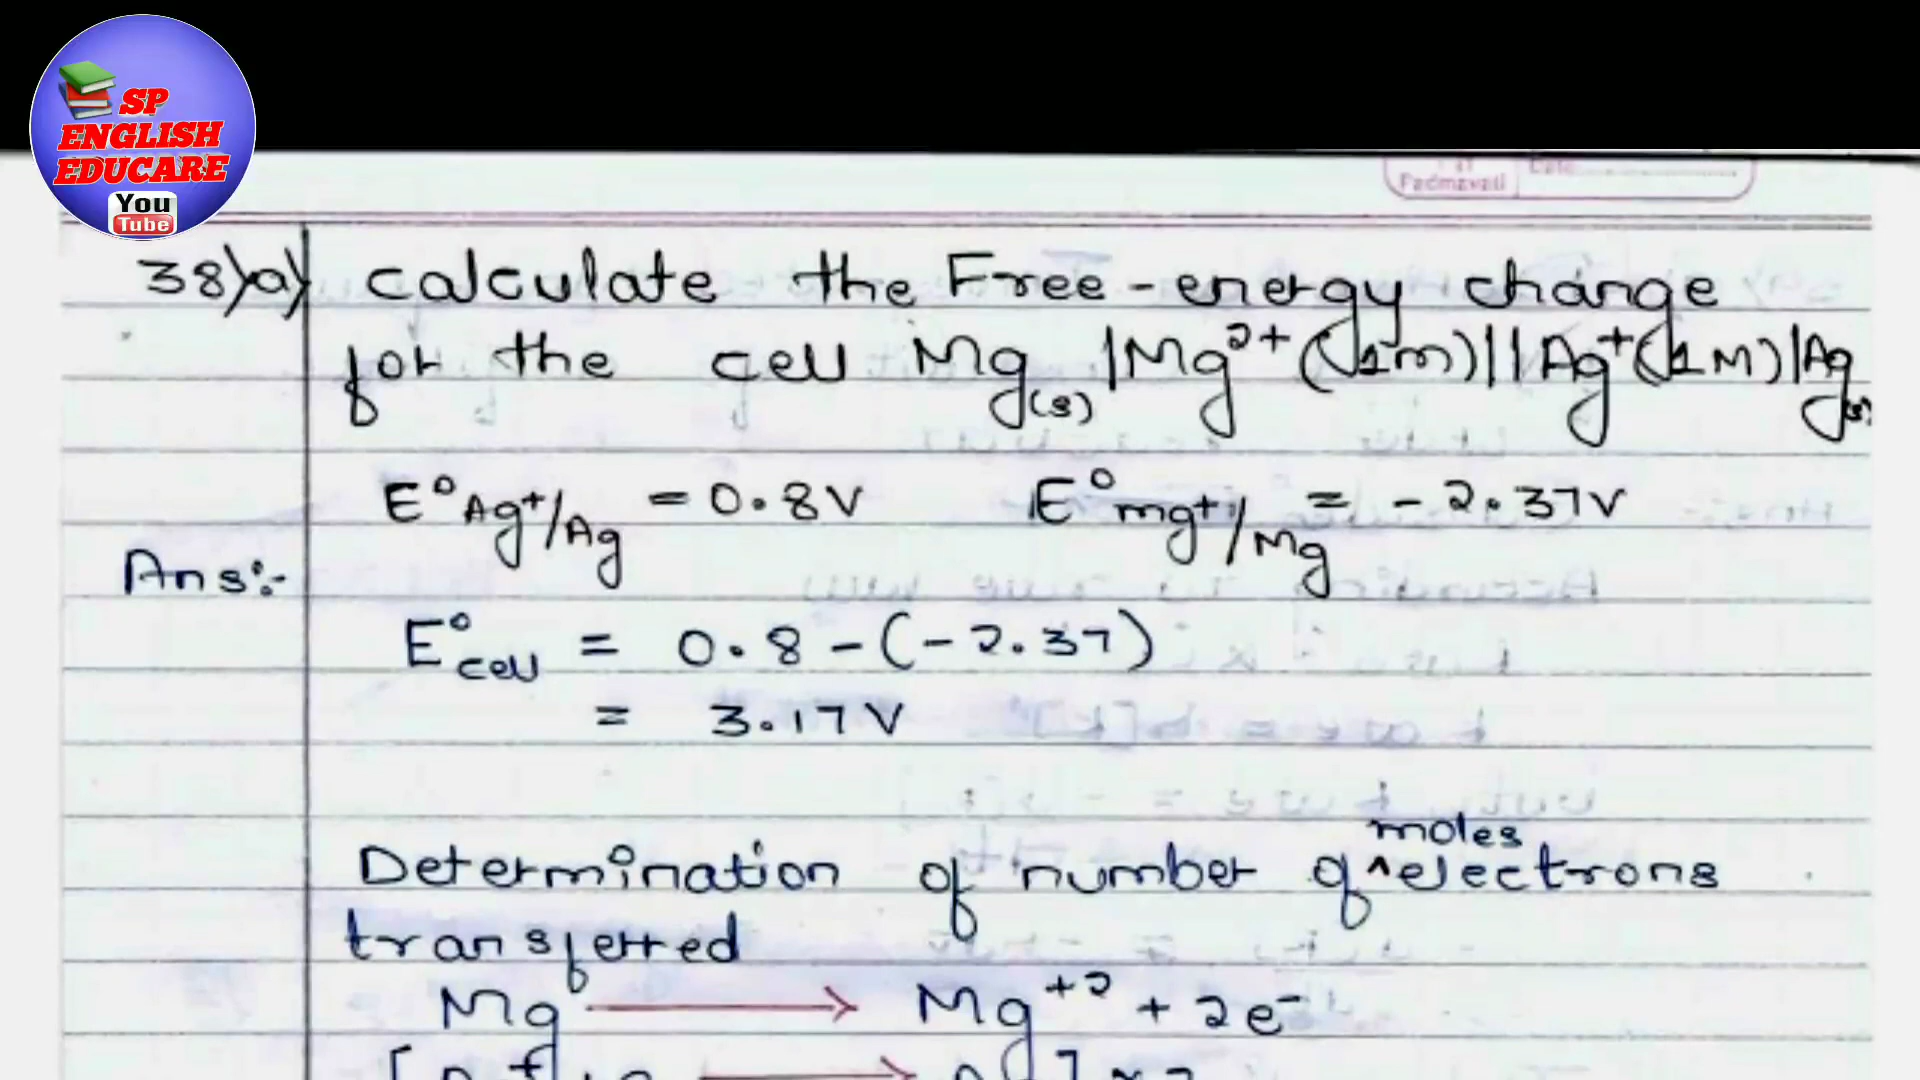 SP
ENGLISH
EDUCARE
You
Tube
Padmavati
Date
38)a) Calculate the Free-energy change
for the cell Mg(s) |Mg²⁺(1m)||Ag⁺(1M)|Ag(s)
E° Ag⁺/Ag = 0.8V E° mg⁺/Mg = -2.37V
Ans:-
E°cell = 0.8 - (-2.37)
= 3.17V
Determination of number of moles electrons
transferred
Mg ⟶ Mg⁺² + 2e⁻